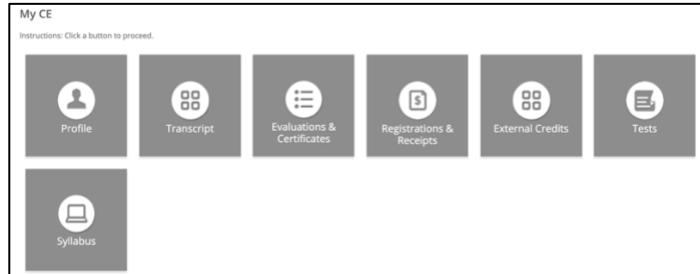 My CE
Instructions: Click a button to proceed.
Profile
Transcript
Evaluations &
Certificates
Registrations &
Receipts
External Credits
Tests
Syllabus